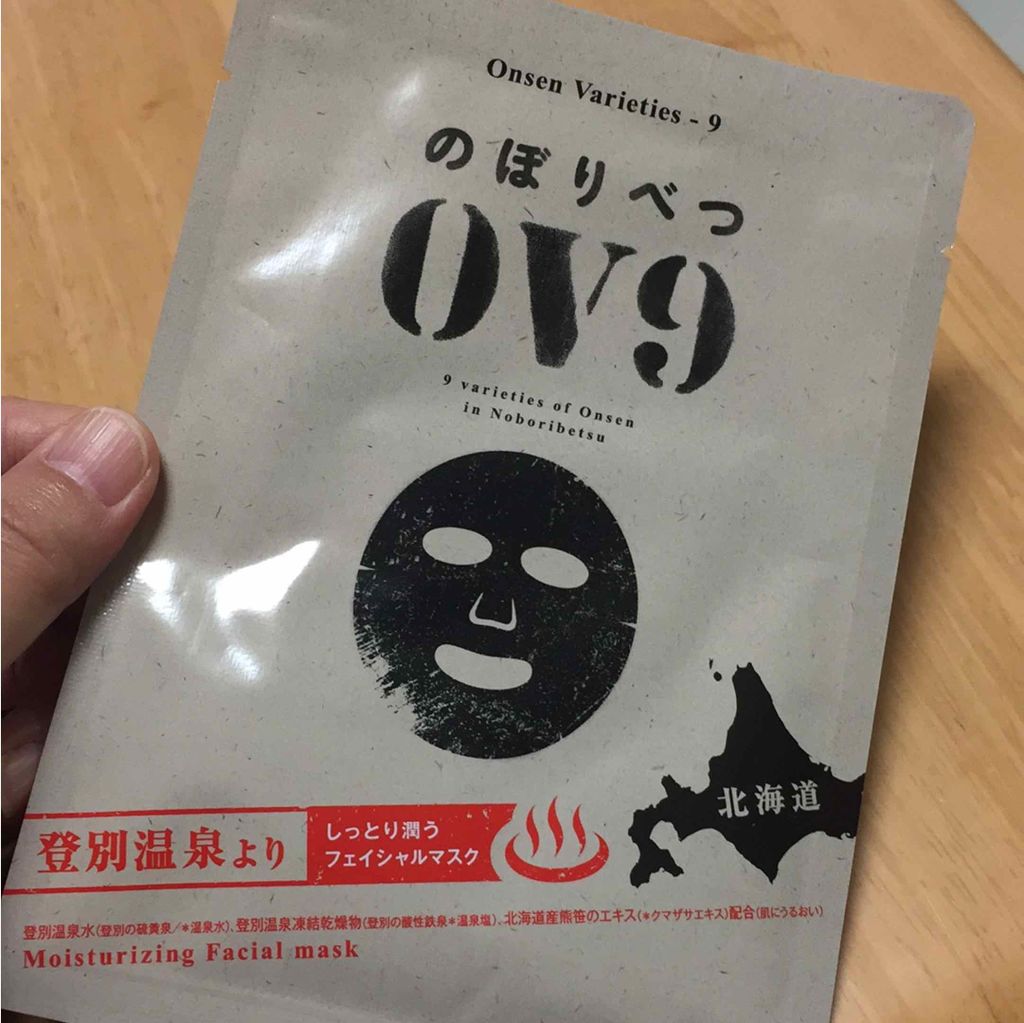 Onsen Varieties - 9
のぼりべつ
OV9
9 varieties of Onsen
in Noboribetsu
北海道
登別温泉より
しっとり潤う
フェイシャルマスク
登別温泉水(登別の硫黄泉/*温泉水)、登別温泉凍結乾燥物(登別の酸性鉄泉*温泉塩)、北海道産熊笹のエキス(*クマザサエキス)配合(肌にうるおい)
Moisturizing Facial mask